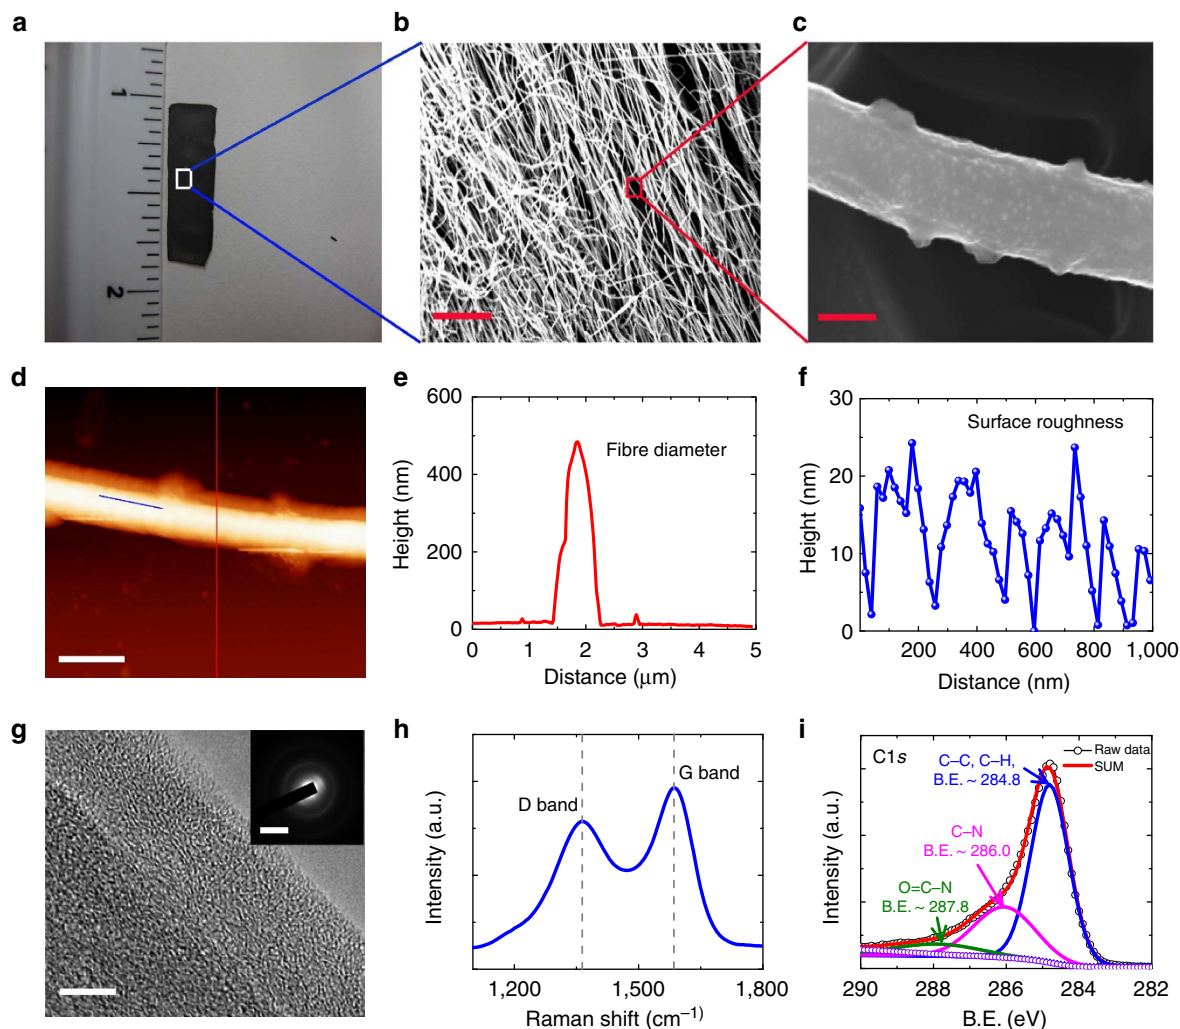 a
b
c
1
2
d
e
f
600
400
200
0
Height (nm)
Fibre diameter
0
1
2
3
4
5
Distance (μm)
30
20
10
0
Height (nm)
Surface roughness
200
400
600
800
1,000
Distance (nm)
g
h
i
Intensity (a.u.)
D band
G band
1,200
1,500
1,800
Raman shift (cm⁻¹)
Intensity (a.u.)
C1s
Raw data
SUM
C–C, C–H,
B.E. ~ 284.8
C–N
B.E. ~ 286.0
O=C–N
B.E. ~ 287.8
290
288
286
284
282
B.E. (eV)